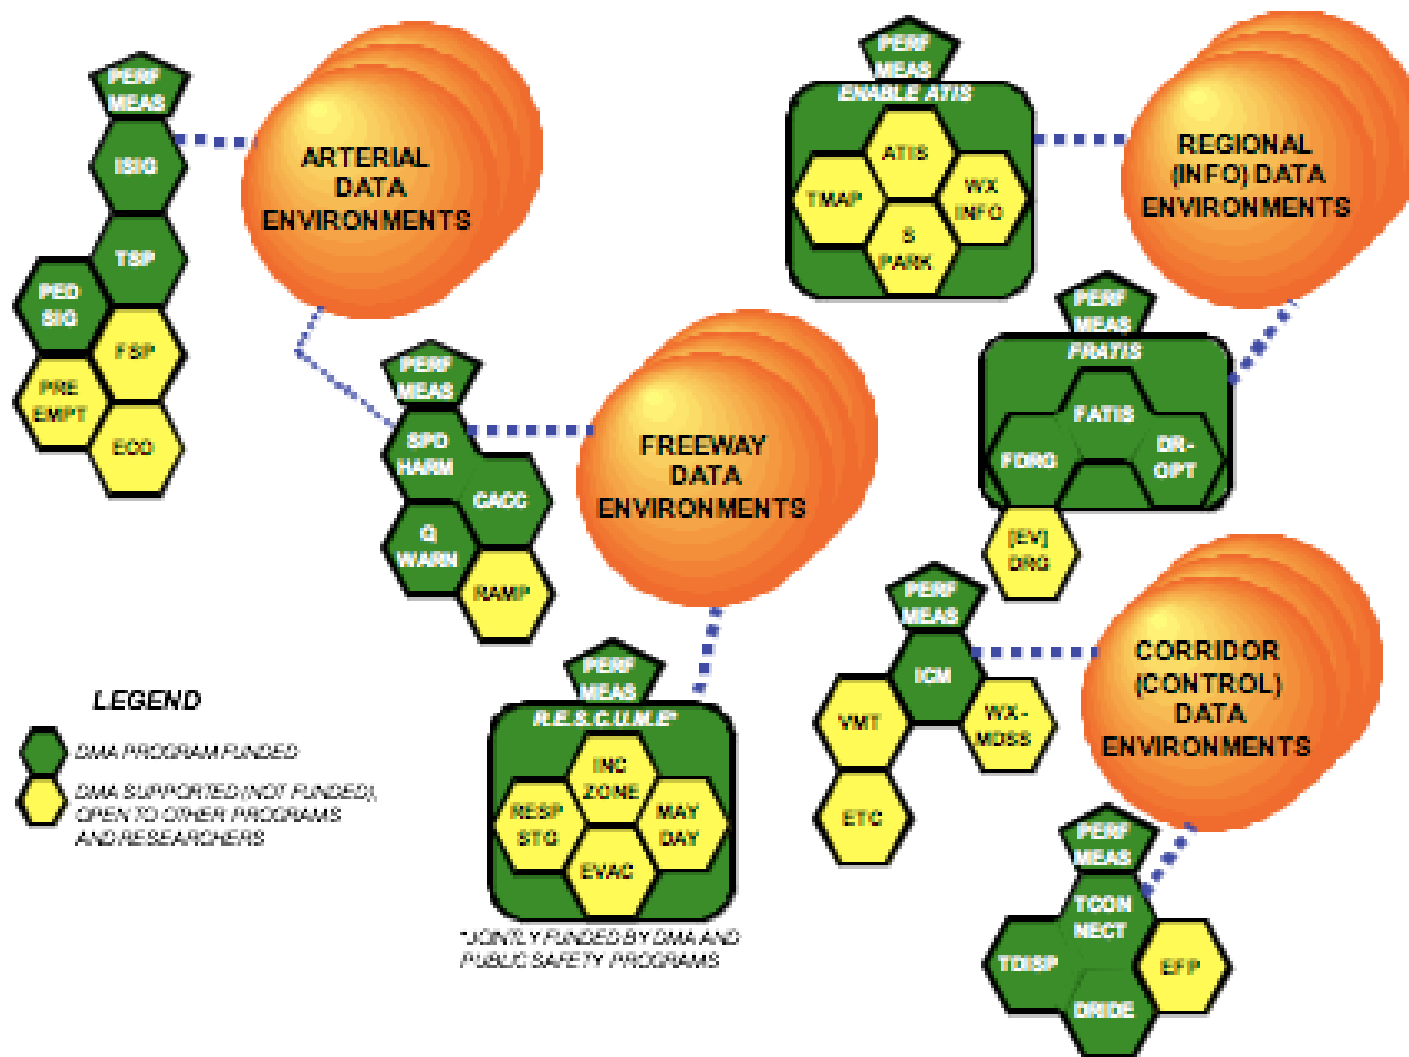 PERF
MEAS
ISIG
TSP
PED
SIG
FSP
PRE
EMPT
ECO
ARTERIAL
DATA
ENVIRONMENTS
PERF
MEAS
SPD
HARM
CACC
Q
WARN
RAMP
FREEWAY
DATA
ENVIRONMENTS
PERF
MEAS
R.E.S.C.U.M.E*
INC
ZONE
RESP
STG
MAY
DAY
EVAC
*JOINTLY FUNDED BY DMA AND
PUBLIC SAFETY PROGRAMS
PERF
MEAS
ENABLE ATIS
ATIS
TMAP
WX
INFO
S
PARK
REGIONAL
(INFO) DATA
ENVIRONMENTS
PERF
MEAS
FRATIS
FATIS
FDRG
DR-
OPT
[EV]
DRG
PERF
MEAS
ICM
VMT
WX-
MDSS
ETC
CORRIDOR
(CONTROL)
DATA
ENVIRONMENTS
PERF
MEAS
TCON
NECT
TDISP
EFP
DRIDE
LEGEND
DMA PROGRAM FUNDED
DMA SUPPORTED (NOT FUNDED),
OPEN TO OTHER PROGRAMS
AND RESEARCHERS